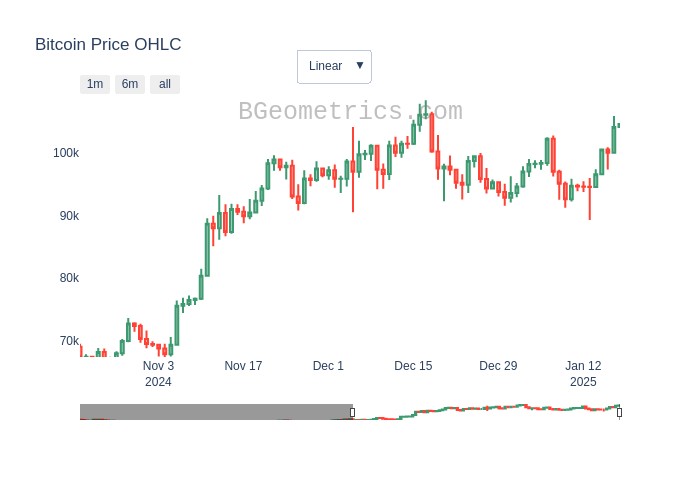 Bitcoin Price OHLC
Linear ▼
1m 6m all
BGeometrics.com
100k
90k
80k
70k
Nov 3 Nov 17 Dec 1 Dec 15 Dec 29 Jan 12
2024 2025